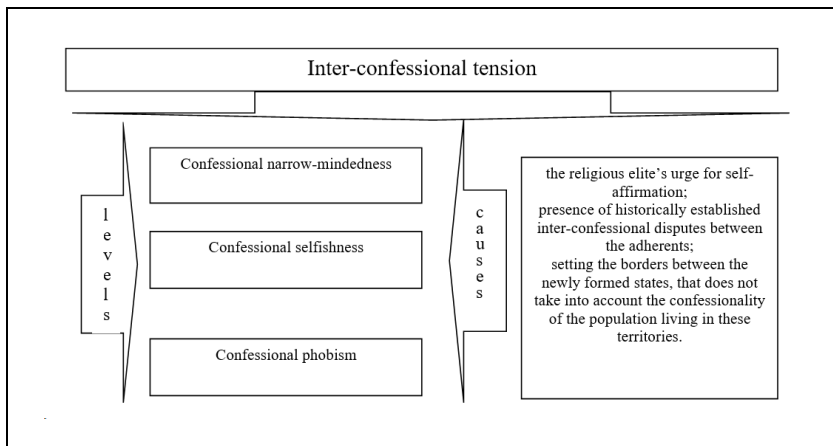 Inter-confessional tension
levels
Confessional narrow-mindedness
Confessional selfishness
Confessional phobism
causes
the religious elite’s urge for self-
affirmation;
presence of historically established
inter-confessional disputes between
the adherents;
setting the borders between the
newly formed states, that does not
take into account the confessionality
of the population living in these
territories.